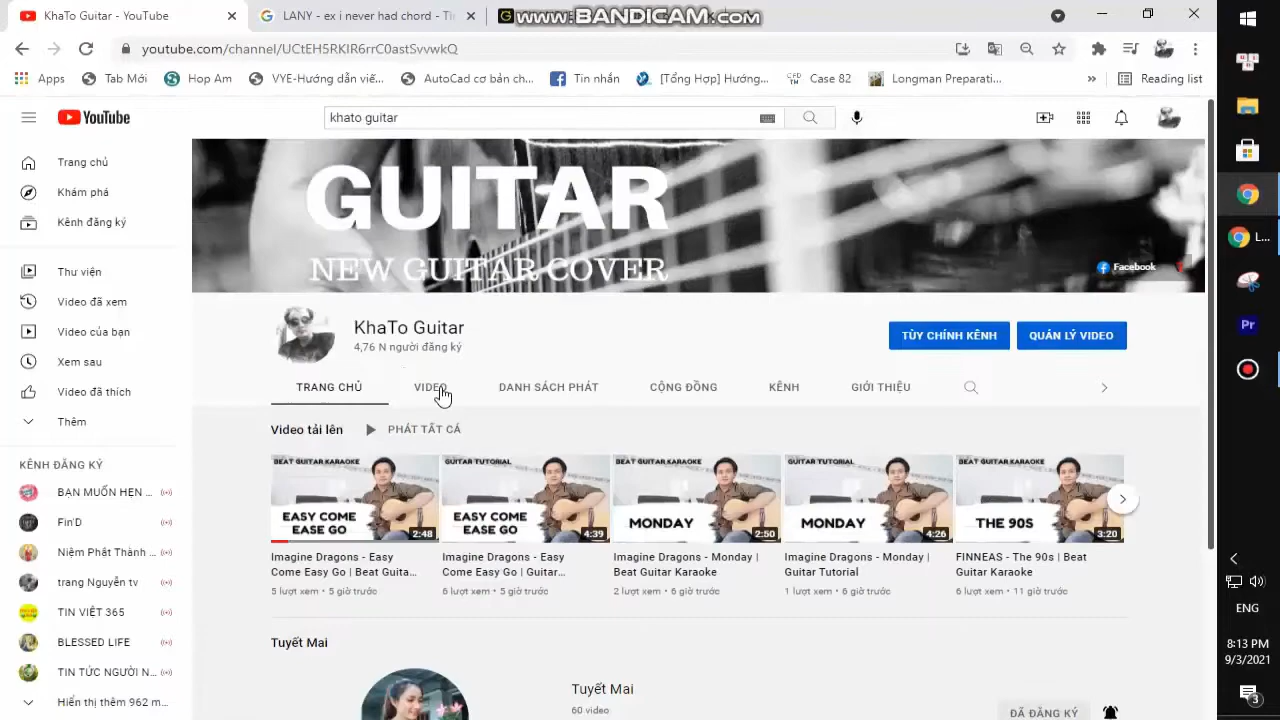 KhaTo Guitar - YouTube
LANY - ex i never had chord - Tì
www.BANDICAM.com
youtube.com/channel/UCtEH5RKlR6rrC0astSvvwkQ
Apps
Tab Mới
Hop Am
VYE-Hướng dẫn viế...
AutoCad cơ bản ch...
Tin nhắn
[Tổng Hợp] Hướng...
Case 82
Longman Preparati...
»
Reading list
YouTube
khato guitar
Trang chủ
Khám phá
Kênh đăng ký
Thư viện
Video đã xem
Video của bạn
Xem sau
Video đã thích
Thêm
KÊNH ĐĂNG KÝ
BẠN MUỐN HẸN ...
Fin'D
Niệm Phật Thành ...
trang Nguyễn tv
TIN VIỆT 365
BLESSED LIFE
TIN TỨC NGƯỜI N...
Hiển thị thêm 962 m...
GUITAR
NEW GUITAR COVER
Facebook
KhaTo Guitar
4,76 N người đăng ký
TÙY CHỈNH KÊNH
QUẢN LÝ VIDEO
TRANG CHỦ
VIDEO
DANH SÁCH PHÁT
CỘNG ĐỒNG
KÊNH
GIỚI THIỆU
Video tải lên
PHÁT TẤT CẢ
BEAT GUITAR KARAOKE
EASY COME
EASE GO
2:48
Imagine Dragons - Easy
Come Easy Go | Beat Guita...
5 lượt xem • 5 giờ trước
GUITAR TUTORIAL
EASY COME
EASE GO
4:39
Imagine Dragons - Easy
Come Easy Go | Guitar...
6 lượt xem • 5 giờ trước
BEAT GUITAR KARAOKE
MONDAY
2:50
Imagine Dragons - Monday |
Beat Guitar Karaoke
2 lượt xem • 6 giờ trước
GUITAR TUTORIAL
MONDAY
4:26
Imagine Dragons - Monday |
Guitar Tutorial
1 lượt xem • 6 giờ trước
BEAT GUITAR KARAOKE
THE 90S
3:20
FINNEAS - The 90s | Beat
Guitar Karaoke
6 lượt xem • 11 giờ trước
Tuyết Mai
Tuyết Mai
60 video
ĐÃ ĐĂNG KÝ
L...
Pr
ENG
8:13 PM
9/3/2021
3